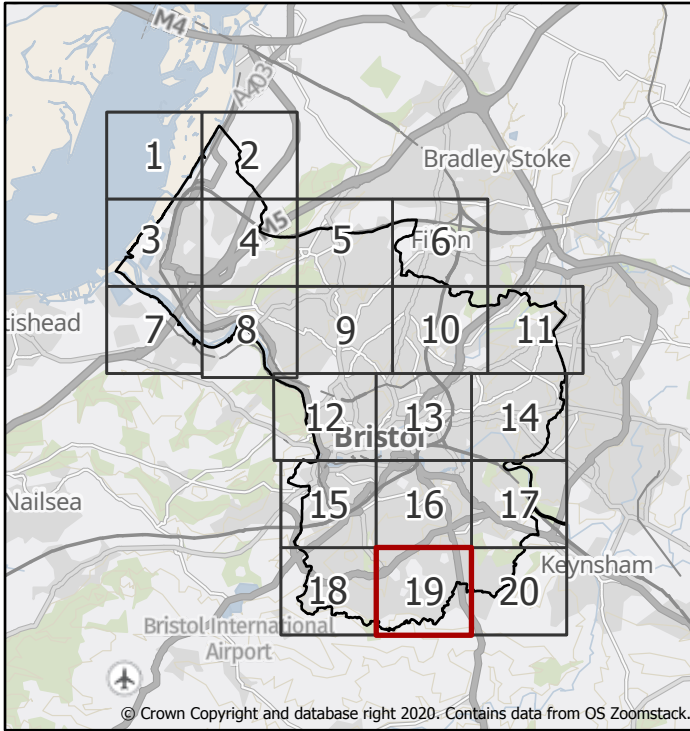 M4
A403
1
2
Bradley Stoke
M5
3
4
5
6
Filton
tishead
7
8
9
10
11
12
13
14
Bristol
Nailsea
15
16
17
Keynsham
18
19
20
Bristol International
Airport
© Crown Copyright and database right 2020. Contains data from OS Zoomstack.